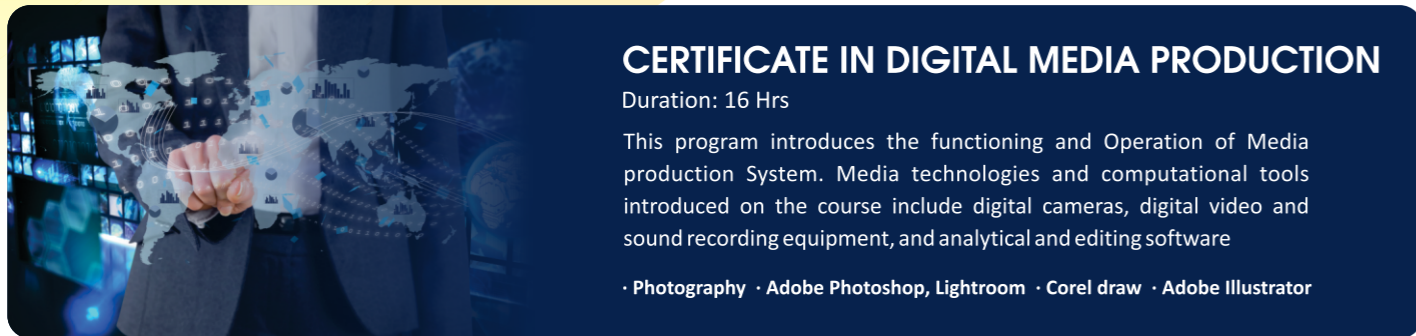 CERTIFICATE IN DIGITAL MEDIA PRODUCTION
Duration: 16 Hrs
This program introduces the functioning and Operation of Media
production System. Media technologies and computational tools
introduced on the course include digital cameras, digital video and
sound recording equipment, and analytical and editing software
· Photography · Adobe Photoshop, Lightroom · Corel draw · Adobe Illustrator